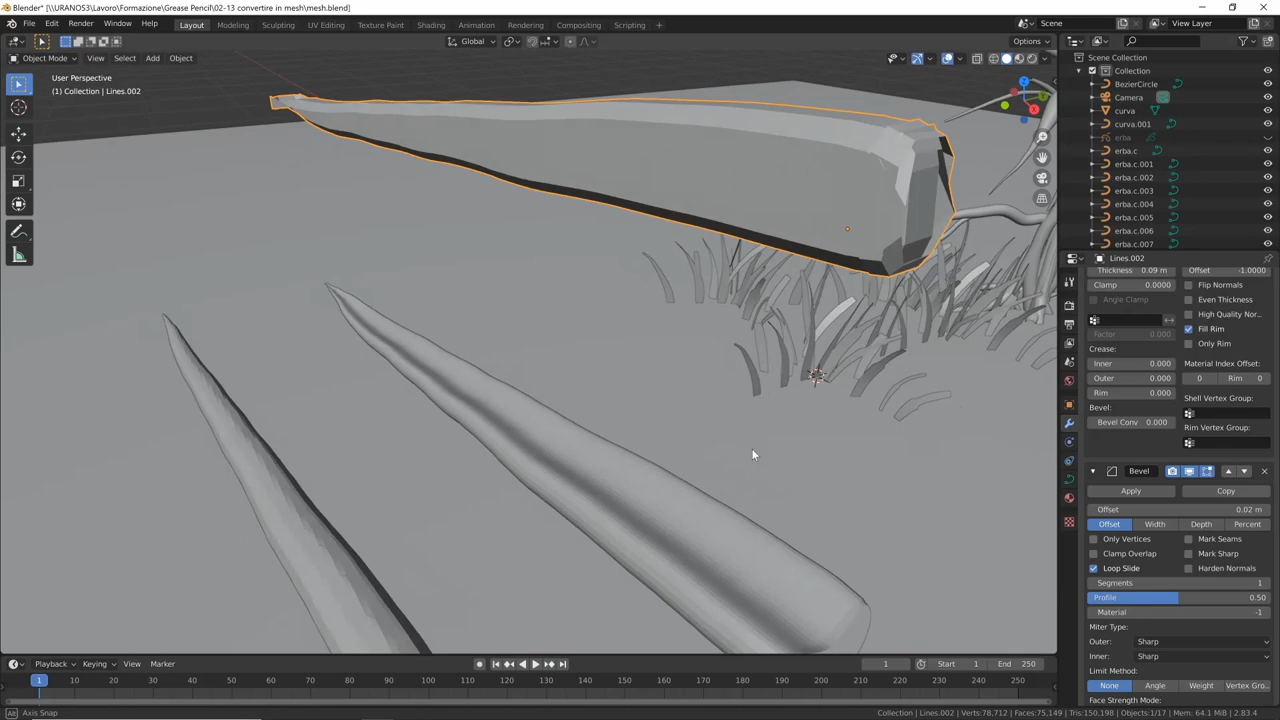 Blender* [\\URANOS3\Lavoro\Formazione\Grease Pencil\02-13 convertire in mesh\mesh.blend]
File Edit Render Window Help Layout Modeling Sculpting UV Editing Texture Paint Shading Animation Rendering Compositing Scripting Scene View Layer
Global Options
Object Mode View Select Add Object
User Perspective
(1) Collection | Lines.002
Scene Collection
Collection
BezierCircle
Camera
curva
curva.001
erba
erba.c
erba.c.001
erba.c.002
erba.c.003
erba.c.004
erba.c.005
erba.c.006
erba.c.007
Lines.002
Thickness 0.09 m Offset -1.0000
Clamp 0.0000 Flip Normals
Angle Clamp Even Thickness
High Quality Nor...
Factor 0.000 Fill Rim
Crease: Only Rim
Inner 0.000 Material Index Offset:
Outer 0.000 0 Rim 0
Rim 0.000 Shell Vertex Group:
Bevel:
Bevel Conv 0.000 Rim Vertex Group:
Bevel
Apply Copy
Offset 0.02 m
Offset Width Depth Percent
Only Vertices Mark Seams
Clamp Overlap Mark Sharp
Loop Slide Harden Normals
Segments 1
Profile 0.50
Material -1
Miter Type:
Outer: Sharp
Inner: Sharp
Limit Method:
None Angle Weight Vertex Gro...
Face Strength Mode:
Playback Keying View Marker 1 Start 1 End 250
1 10 20 30 40 50 60 70 80 90 100 110 120 130 140 150 160 170 180 190 200 210 220 230 240 250
Axis Snap Collection | Lines.002 | Verts:78,712 | Faces:75,149 | Tris:150,198 | Objects:1/17 | Mem: 64.1 MiB | 2.83.4